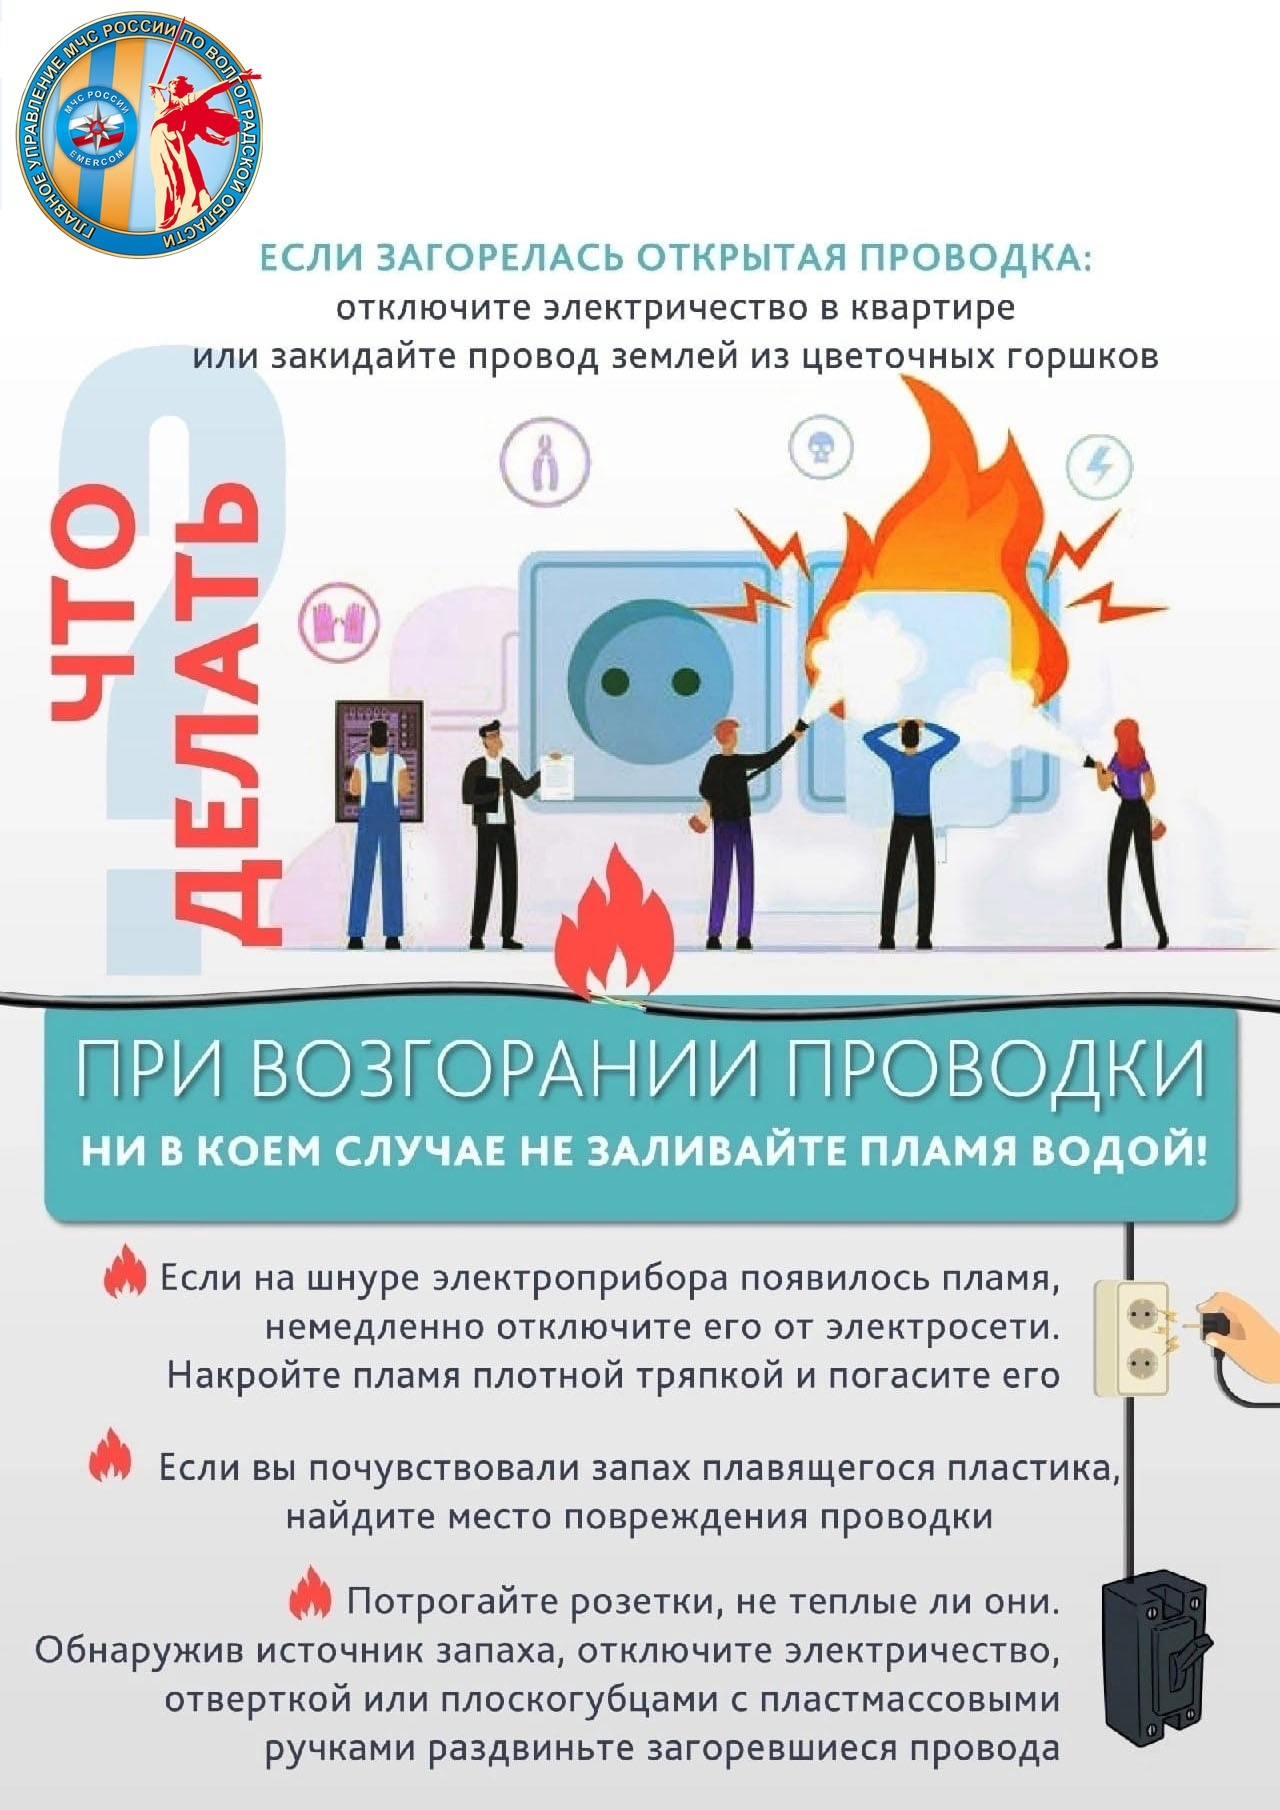 ГЛАВНОЕ УПРАВЛЕНИЕ МЧС РОССИИ ПО ВОЛГОГРАДСКОЙ ОБЛАСТИ
МЧС РОССИИ
EMERCOM
ЕСЛИ ЗАГОРЕЛАСЬ ОТКРЫТАЯ ПРОВОДКА:
отключите электричество в квартире
или закидайте провод землей из цветочных горшков
?
ЧТО
ДЕЛАТЬ
ПРИ ВОЗГОРАНИИ ПРОВОДКИ
НИ В КОЕМ СЛУЧАЕ НЕ ЗАЛИВАЙТЕ ПЛАМЯ ВОДОЙ!
Если на шнуре электроприбора появилось пламя,
немедленно отключите его от электросети.
Накройте пламя плотной тряпкой и погасите его
Если вы почувствовали запах плавящегося пластика,
найдите место повреждения проводки
Потрогайте розетки, не теплые ли они.
Обнаружив источник запаха, отключите электричество,
отверткой или плоскогубцами с пластмассовыми
ручками раздвиньте загоревшиеся провода